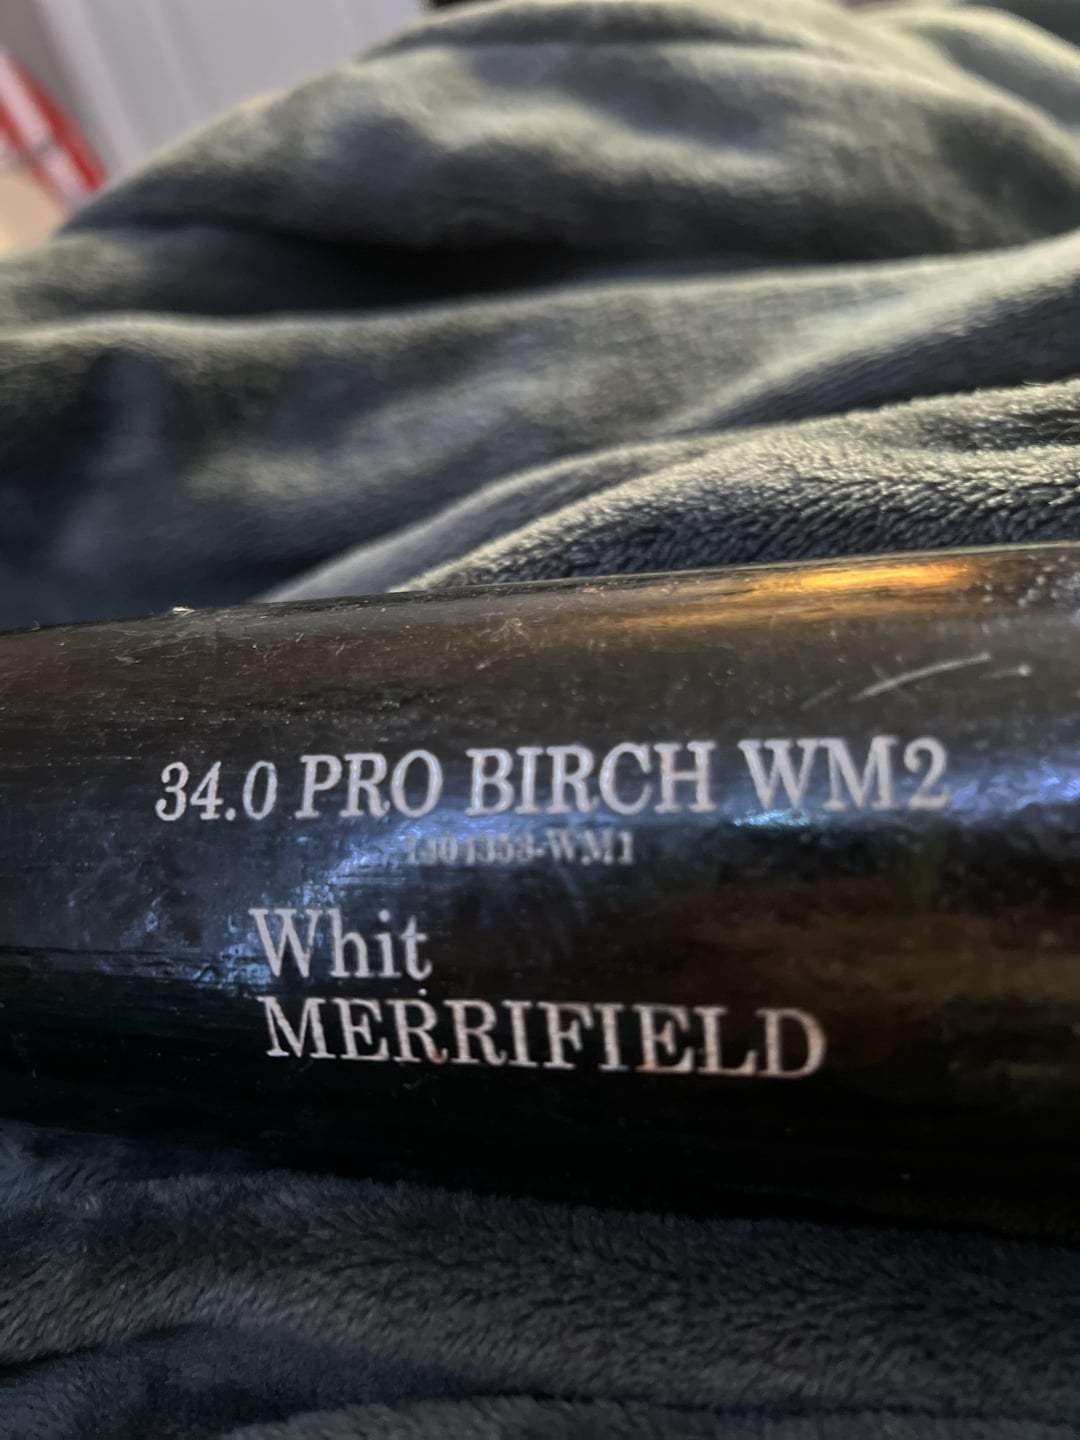 34.0 PRO BIRCH WM2
Whit
MERRIFIELD